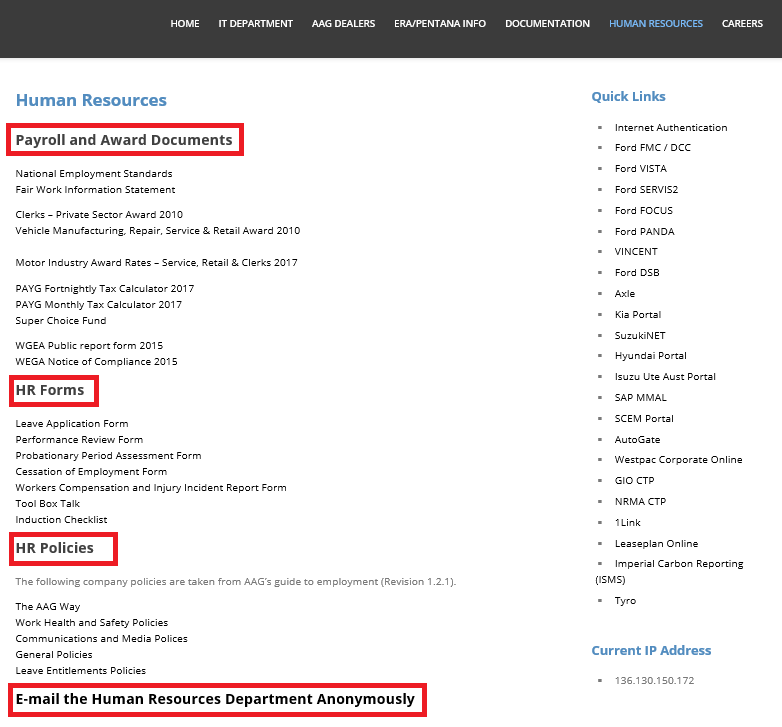 HOME IT DEPARTMENT AAG DEALERS ERA/PENTANA INFO DOCUMENTATION HUMAN RESOURCES CAREERS
Human Resources
Payroll and Award Documents
National Employment Standards
Fair Work Information Statement
Clerks – Private Sector Award 2010
Vehicle Manufacturing, Repair, Service & Retail Award 2010
Motor Industry Award Rates – Service, Retail & Clerks 2017
PAYG Fortnightly Tax Calculator 2017
PAYG Monthly Tax Calculator 2017
Super Choice Fund
WGEA Public report form 2015
WEGA Notice of Compliance 2015
HR Forms
Leave Application Form
Performance Review Form
Probationary Period Assessment Form
Cessation of Employment Form
Workers Compensation and Injury Incident Report Form
Tool Box Talk
Induction Checklist
HR Policies
The following company policies are taken from AAG's guide to employment (Revision 1.2.1).
The AAG Way
Work Health and Safety Policies
Communications and Media Polices
General Policies
Leave Entitlements Policies
E-mail the Human Resources Department Anonymously
Quick Links
Internet Authentication
Ford FMC / DCC
Ford VISTA
Ford SERVIS2
Ford FOCUS
Ford PANDA
VINCENT
Ford DSB
Axle
Kia Portal
SuzukiNET
Hyundai Portal
Isuzu Ute Aust Portal
SAP MMAL
SCEM Portal
AutoGate
Westpac Corporate Online
GIO CTP
NRMA CTP
1Link
Leaseplan Online
Imperial Carbon Reporting
(ISMS)
Tyro
Current IP Address
136.130.150.172